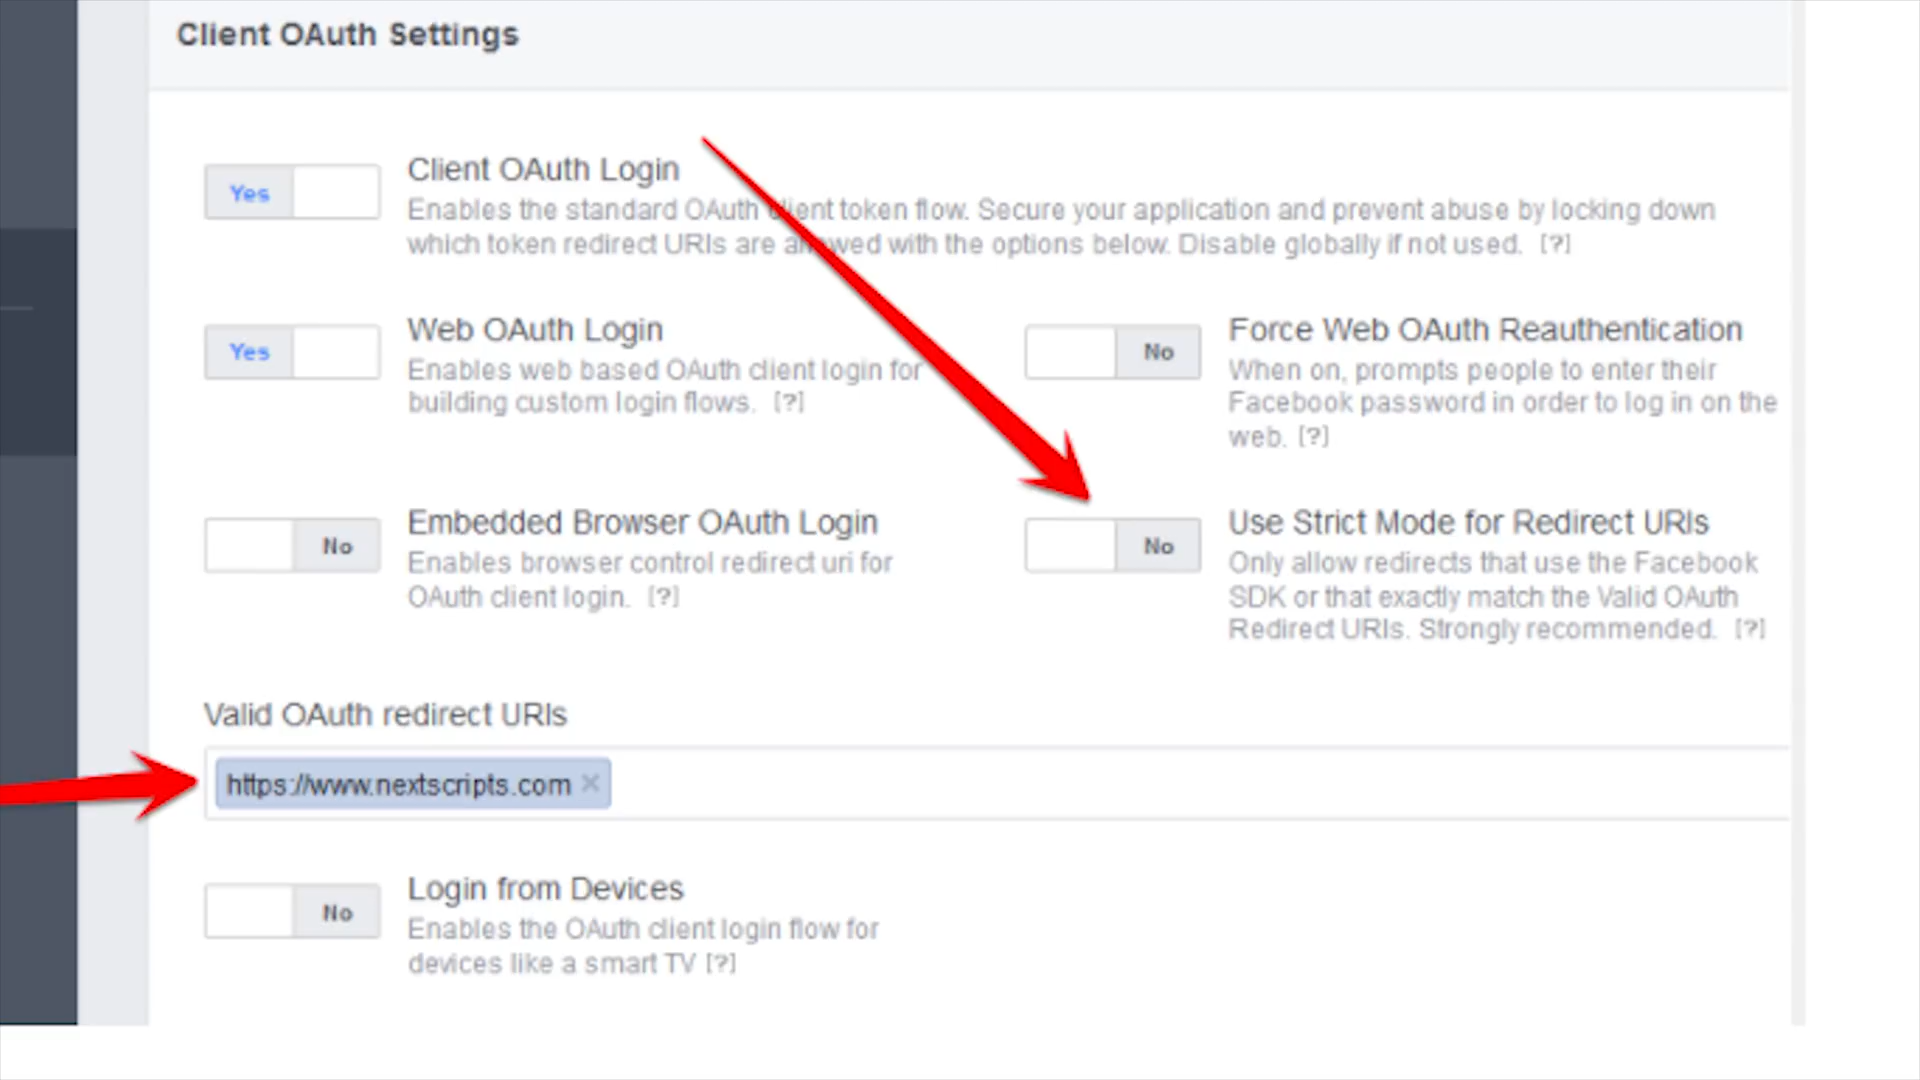 Client OAuth Settings
Yes
Client OAuth Login
Enables the standard OAuth client token flow. Secure your application and prevent abuse by locking down
which token redirect URIs are allowed with the options below. Disable globally if not used. [?]
Yes
Web OAuth Login
Enables web based OAuth client login for
building custom login flows. [?]
No
Force Web OAuth Reauthentication
When on, prompts people to enter their
Facebook password in order to log in on the
web. [?]
No
Embedded Browser OAuth Login
Enables browser control redirect uri for
OAuth client login. [?]
No
Use Strict Mode for Redirect URIs
Only allow redirects that use the Facebook
SDK or that exactly match the Valid OAuth
Redirect URIs. Strongly recommended. [?]
Valid OAuth redirect URIs
https://www.nextscripts.com ×
No
Login from Devices
Enables the OAuth client login flow for
devices like a smart TV [?]